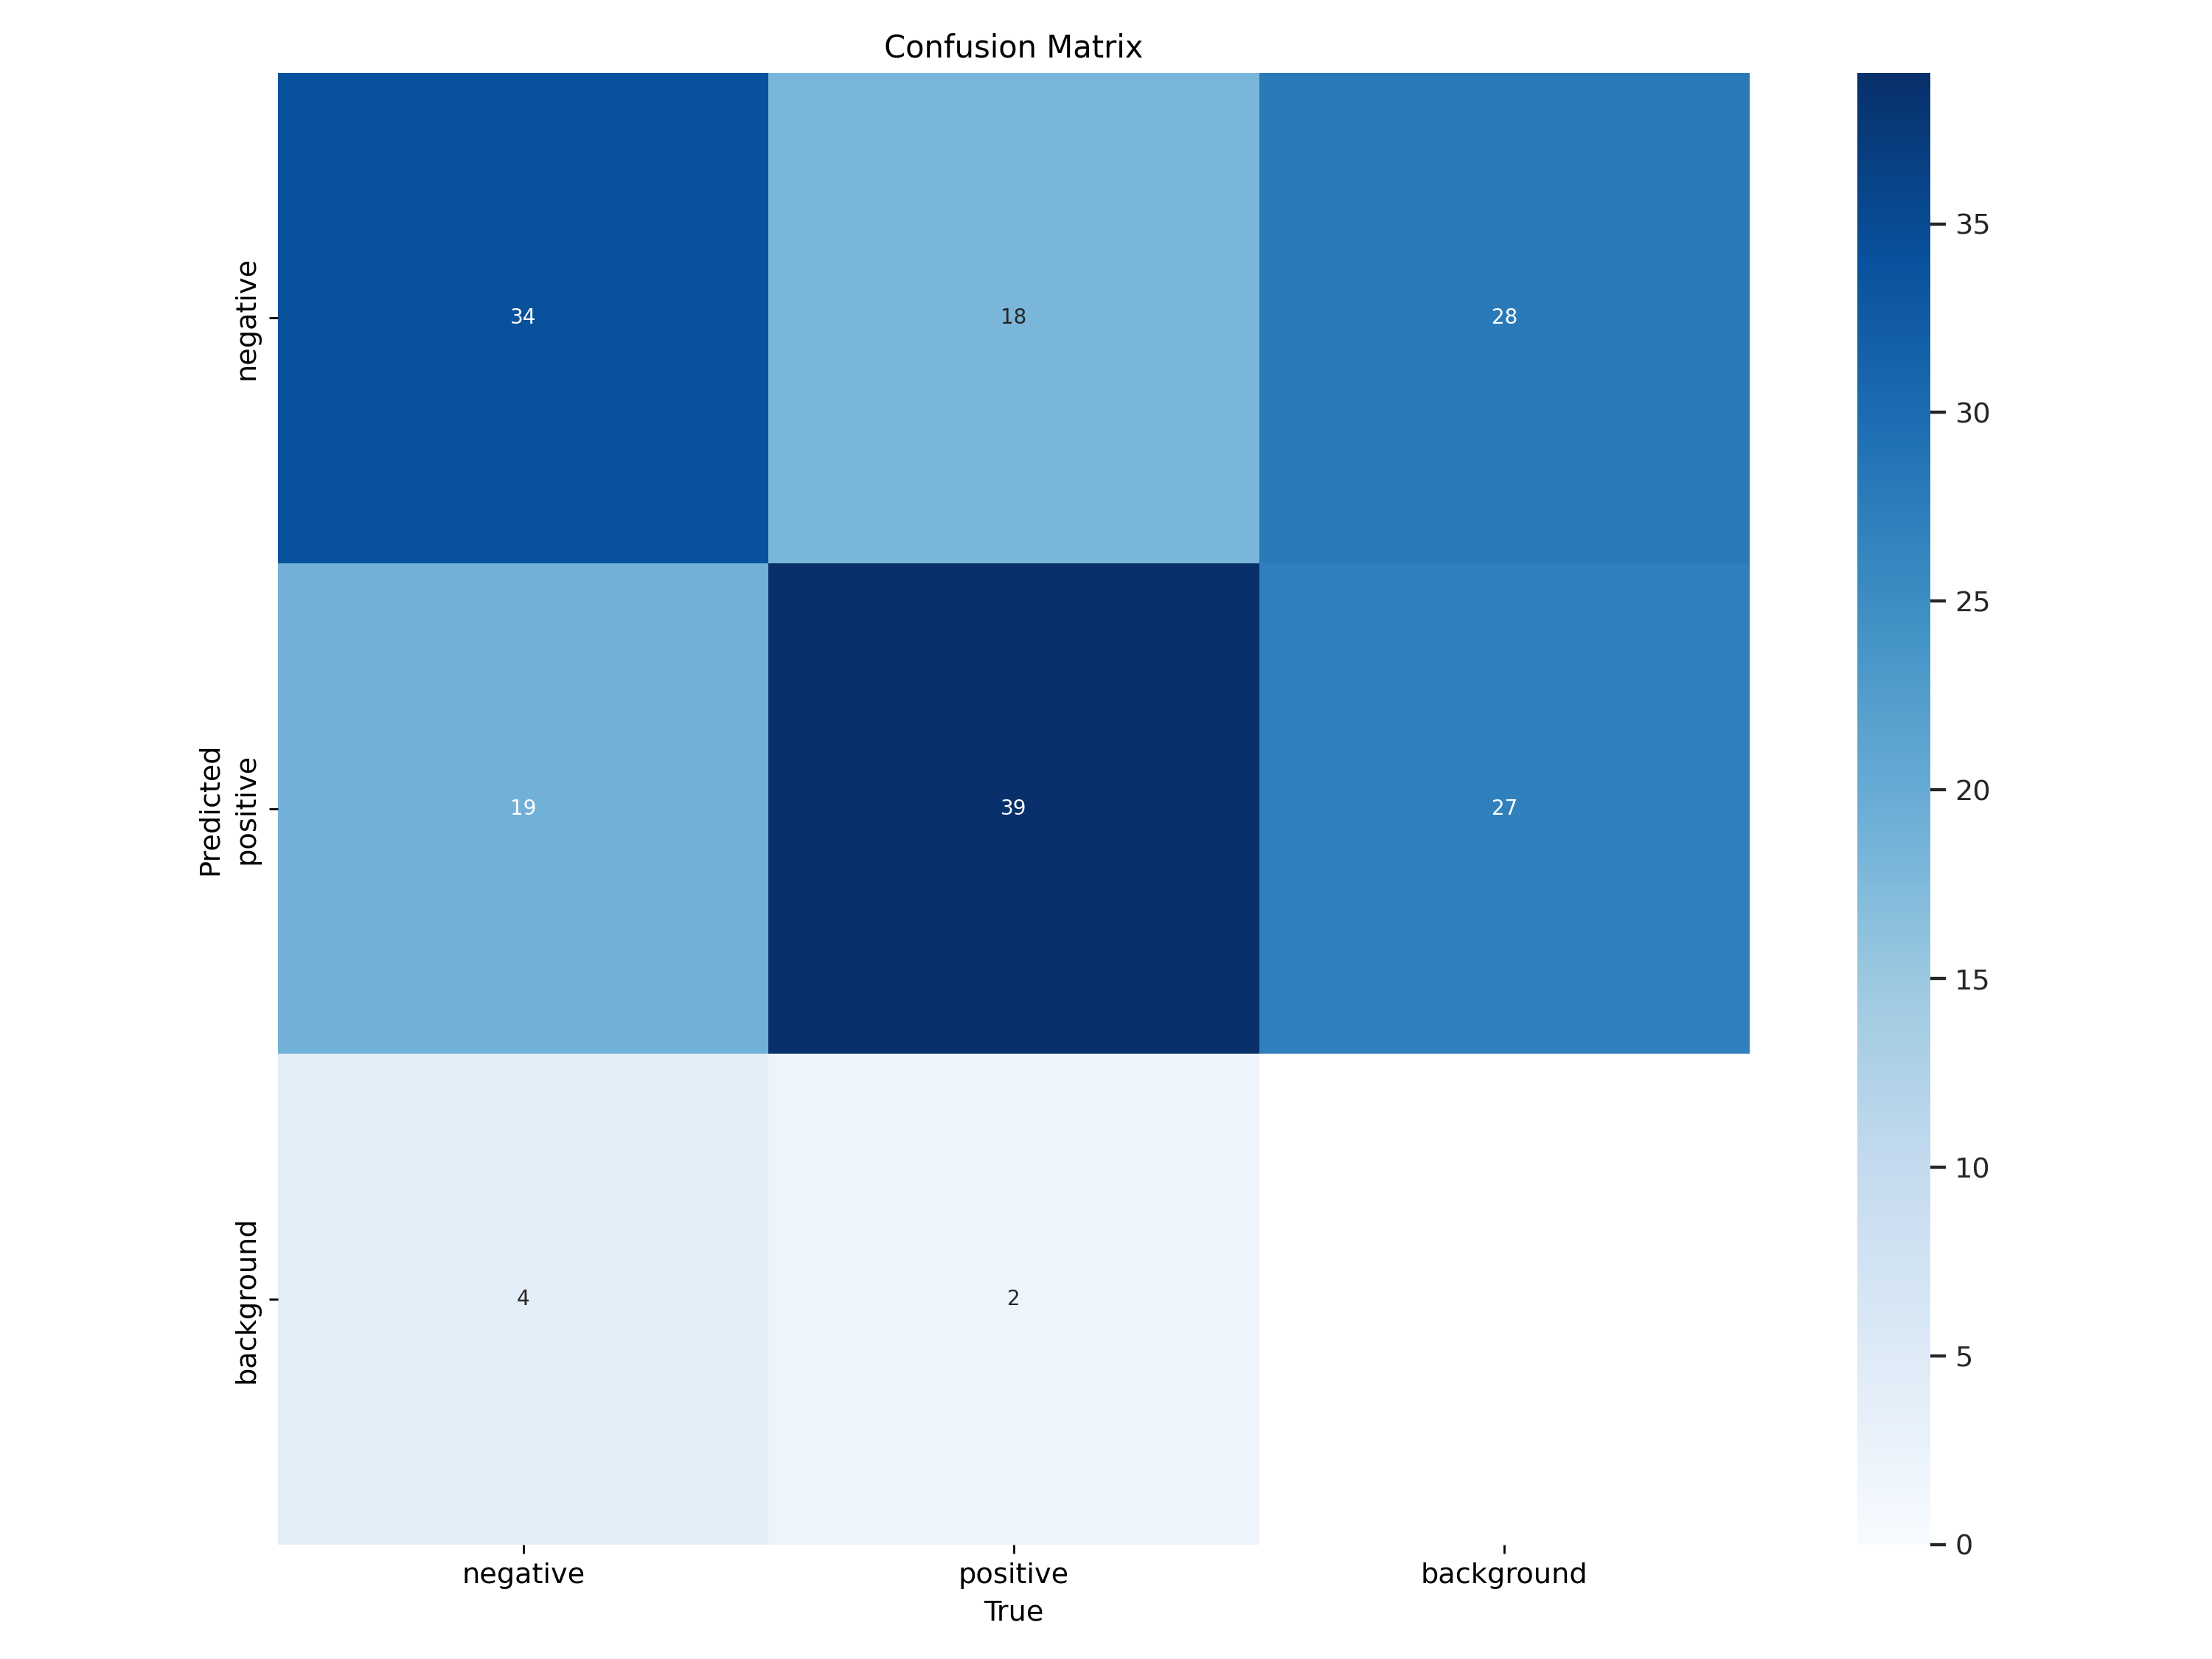 Confusion Matrix
negative
34
18
28
35
30
25
20
15
10
5
0
Predicted
positive
19
39
27
background
4
2
negative
positive
background
True